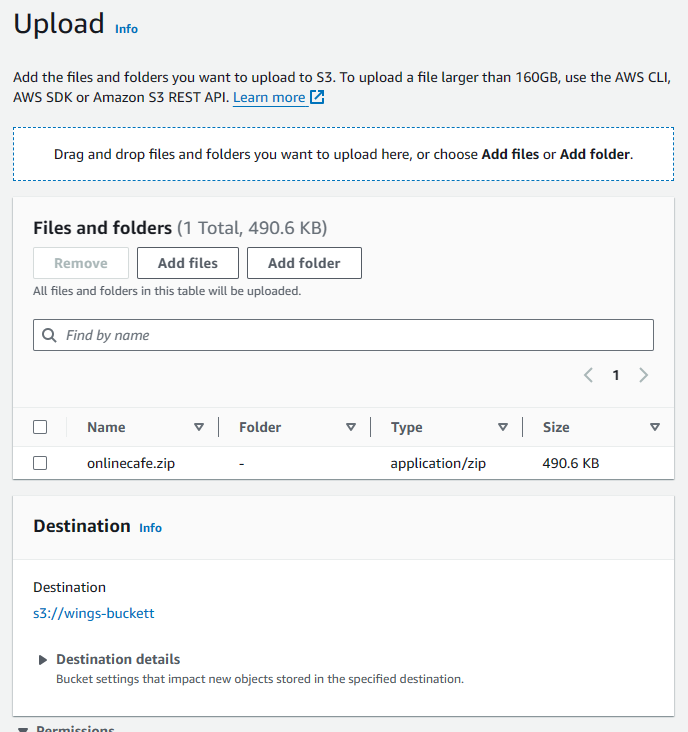 Upload Info
Add the files and folders you want to upload to S3. To upload a file larger than 160GB, use the AWS CLI,
AWS SDK or Amazon S3 REST API. Learn more
Drag and drop files and folders you want to upload here, or choose Add files or Add folder.
Files and folders (1 Total, 490.6 KB)
Remove Add files Add folder
All files and folders in this table will be uploaded.
Find by name
1
Name Folder Type Size
onlinecafe.zip - application/zip 490.6 KB
Destination Info
Destination
s3://wings-buckett
Destination details
Bucket settings that impact new objects stored in the specified destination.
Permissions